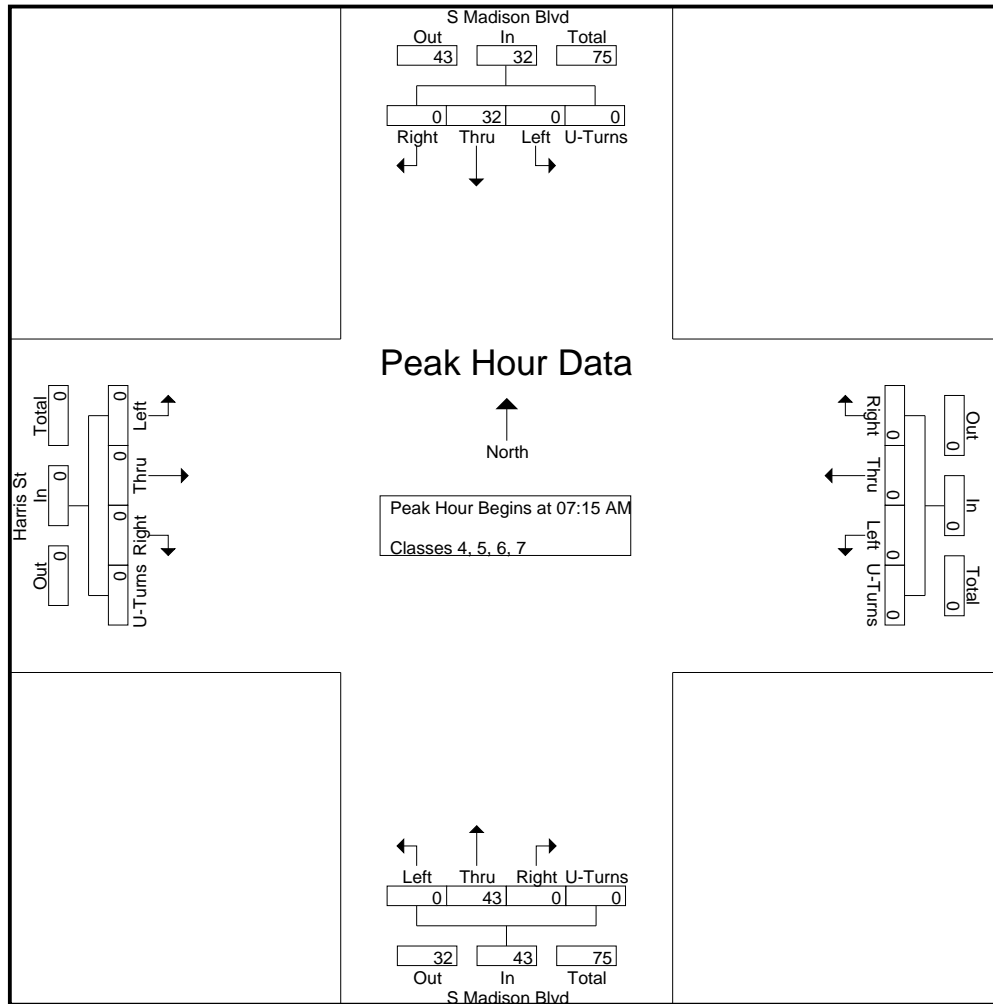 S Madison Blvd
Out In Total
43 32 75
0 32 0 0
Right Thru Left U-Turns
Peak Hour Data
North
Peak Hour Begins at 07:15 AM
Classes 4, 5, 6, 7
Harris St
Out In Total
0 0 0
0 0 0 0
U-Turns Right Thru Left
Right Thru Left U-Turns
0 0 0 0
Out In Total
0 0 0
Left Thru Right U-Turns
0 43 0 0
32 43 75
Out In Total
S Madison Blvd